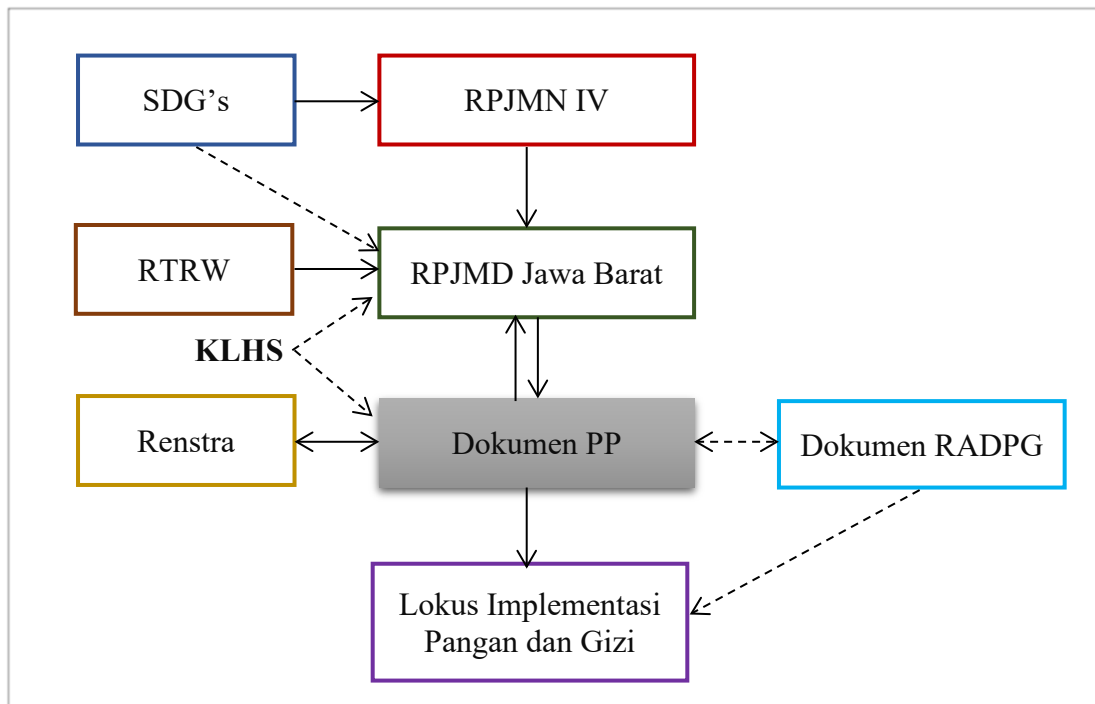 SDG’s
RPJMN IV
RTRW
RPJMD Jawa Barat
KLHS
Renstra
Dokumen PP
Dokumen RADPG
Lokus Implementasi
Pangan dan Gizi